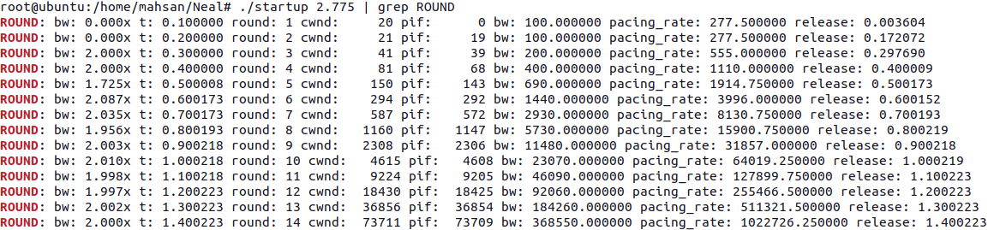 root@ubuntu:/home/mahsan/Neal# ./startup 2.775 | grep ROUND
ROUND: bw: 0.000x t: 0.100000 round: 1 cwnd: 20 pif: 0 bw: 100.000000 pacing_rate: 277.500000 release: 0.003604
ROUND: bw: 0.000x t: 0.200000 round: 2 cwnd: 21 pif: 19 bw: 100.000000 pacing_rate: 277.500000 release: 0.172072
ROUND: bw: 2.000x t: 0.300000 round: 3 cwnd: 41 pif: 39 bw: 200.000000 pacing_rate: 555.000000 release: 0.297690
ROUND: bw: 2.000x t: 0.400000 round: 4 cwnd: 81 pif: 68 bw: 400.000000 pacing_rate: 1110.000000 release: 0.400009
ROUND: bw: 1.725x t: 0.500008 round: 5 cwnd: 150 pif: 143 bw: 690.000000 pacing_rate: 1914.750000 release: 0.500173
ROUND: bw: 2.087x t: 0.600173 round: 6 cwnd: 294 pif: 292 bw: 1440.000000 pacing_rate: 3996.000000 release: 0.600152
ROUND: bw: 2.035x t: 0.700173 round: 7 cwnd: 587 pif: 572 bw: 2930.000000 pacing_rate: 8130.750000 release: 0.700193
ROUND: bw: 1.956x t: 0.800193 round: 8 cwnd: 1160 pif: 1147 bw: 5730.000000 pacing_rate: 15900.750000 release: 0.800219
ROUND: bw: 2.003x t: 0.900218 round: 9 cwnd: 2308 pif: 2306 bw: 11480.000000 pacing_rate: 31857.000000 release: 0.900218
ROUND: bw: 2.010x t: 1.000218 round: 10 cwnd: 4615 pif: 4608 bw: 23070.000000 pacing_rate: 64019.250000 release: 1.000219
ROUND: bw: 1.998x t: 1.100218 round: 11 cwnd: 9224 pif: 9205 bw: 46090.000000 pacing_rate: 127899.750000 release: 1.100223
ROUND: bw: 1.997x t: 1.200223 round: 12 cwnd: 18430 pif: 18425 bw: 92060.000000 pacing_rate: 255466.500000 release: 1.200223
ROUND: bw: 2.002x t: 1.300223 round: 13 cwnd: 36856 pif: 36854 bw: 184260.000000 pacing_rate: 511321.500000 release: 1.300223
ROUND: bw: 2.000x t: 1.400223 round: 14 cwnd: 73711 pif: 73709 bw: 368550.000000 pacing_rate: 1022726.250000 release: 1.400223